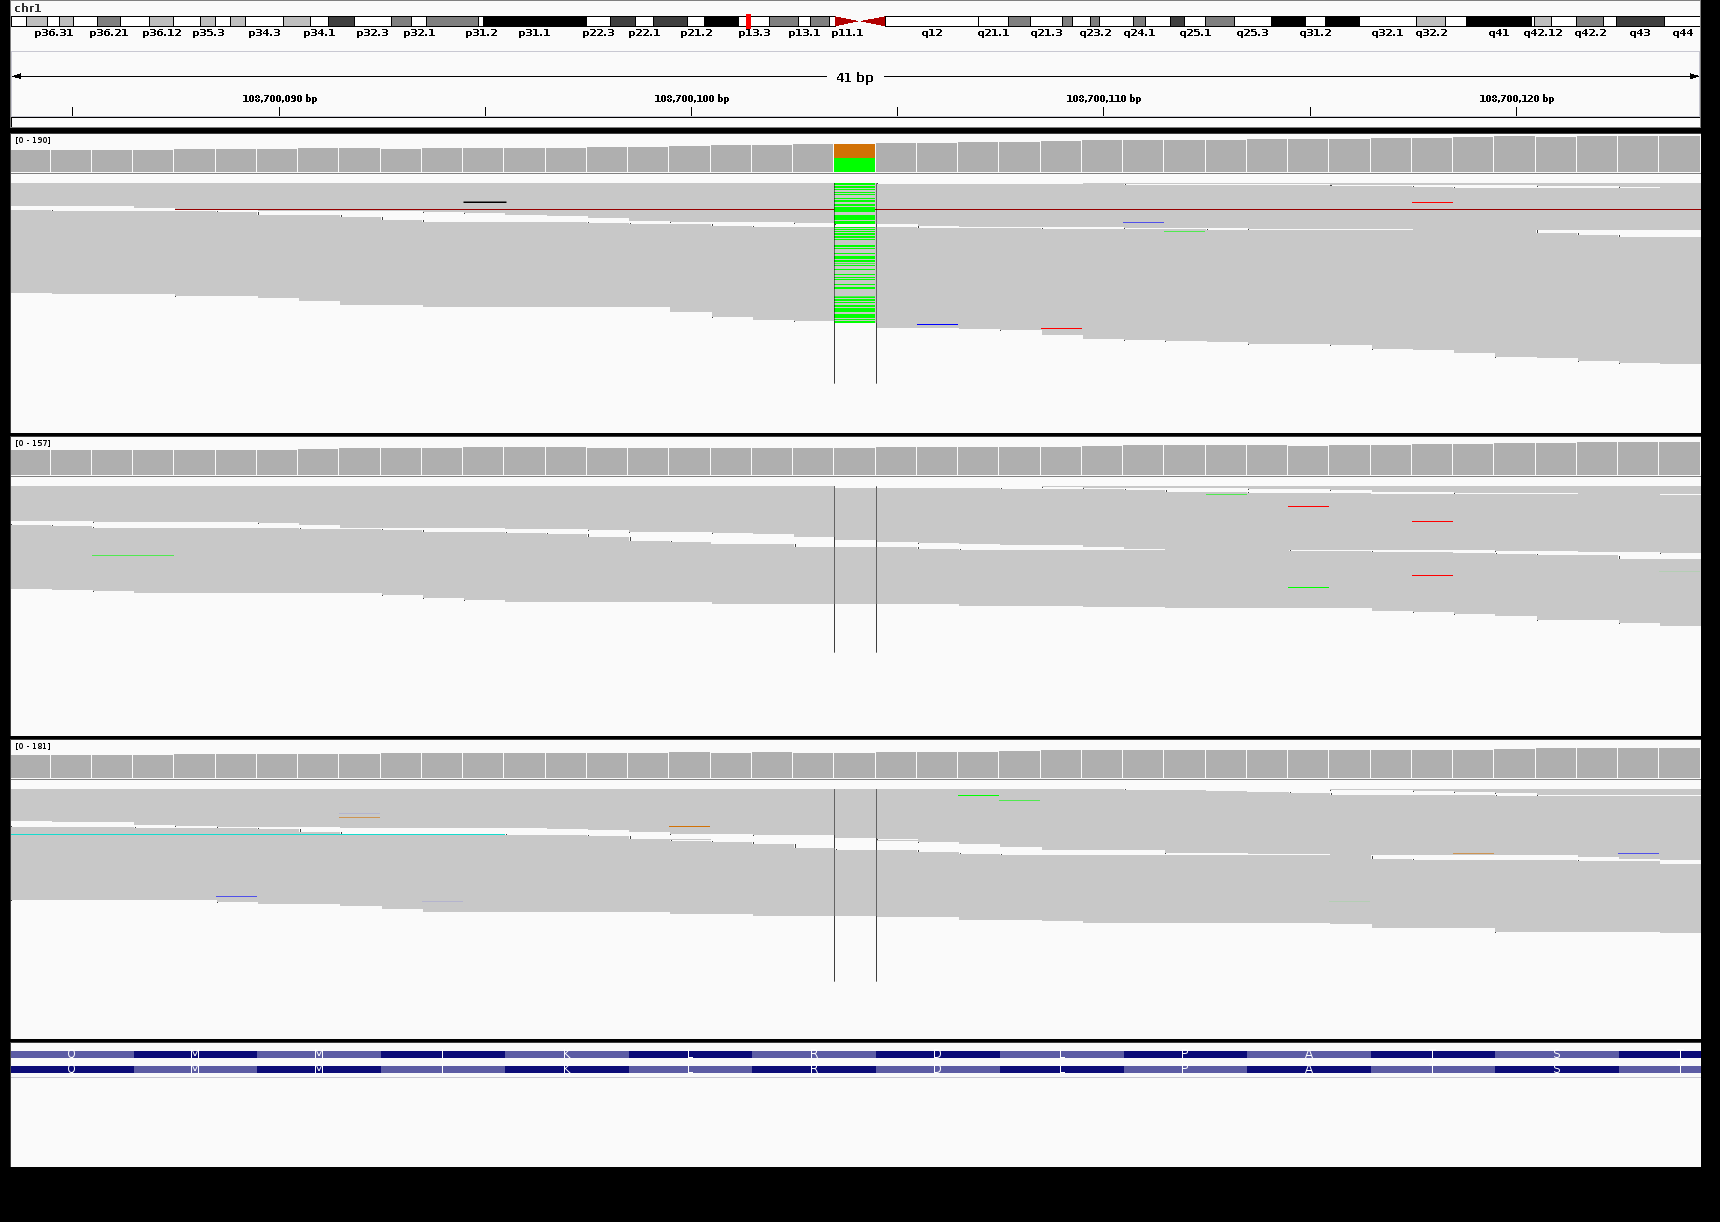 chr1
p36.31 p36.21 p36.12 p35.3 p34.3 p34.1 p32.3 p32.1 p31.2 p31.1 p22.3 p22.1 p21.2 p13.3 p13.1 p11.1 q12 q21.1 q21.3 q23.2 q24.1 q25.1 q25.3 q31.2 q32.1 q32.2 q41 q42.12 q42.2 q43 q44
41 bp
108,700,090 bp 108,700,100 bp 108,700,110 bp 108,700,120 bp
[0 - 190]
[0 - 157]
[0 - 181]
Q M M I K L R D L P A I S I
Q M M I K L R D L P A I S I